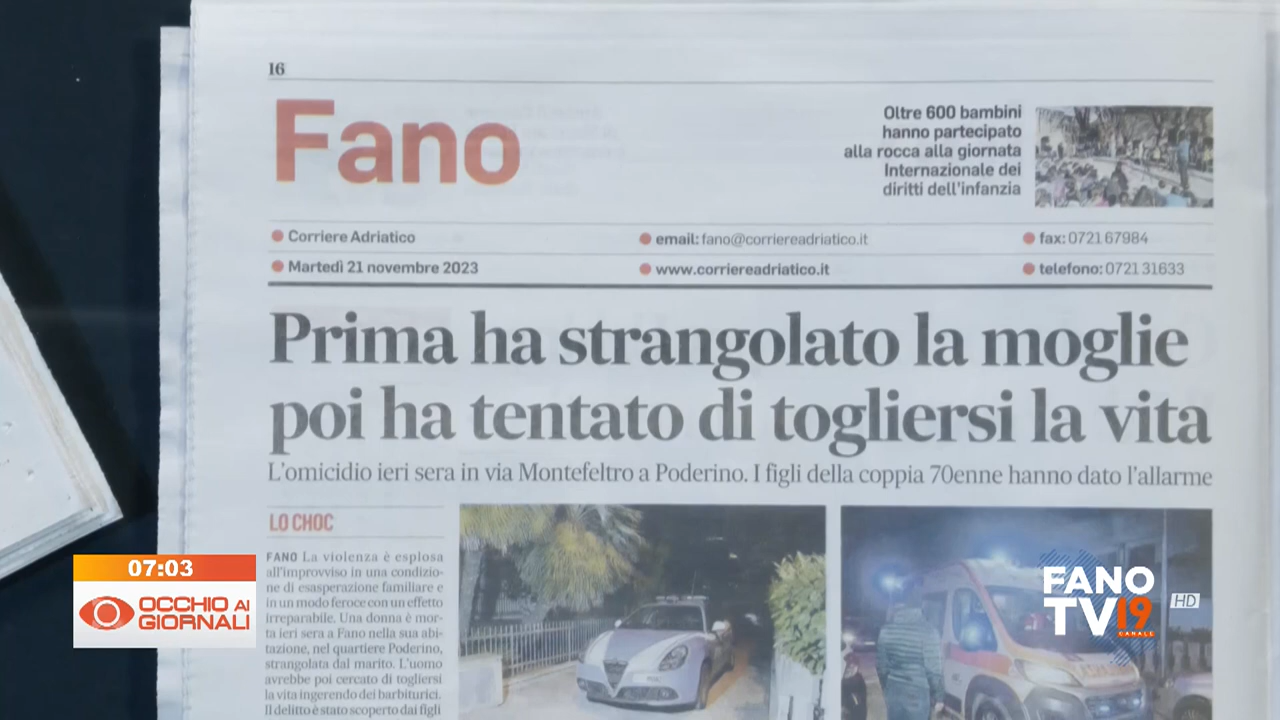 16
Fano
Oltre 600 bambini
hanno partecipato
alla rocca alla giornata
Internazionale dei
diritti dell'infanzia
Corriere Adriatico
email: fano@corriereadriatico.it
fax: 0721 67984
Martedì 21 novembre 2023
www.corriereadriatico.it
telefono: 0721 31633
Prima ha strangolato la moglie
poi ha tentato di togliersi la vita
L'omicidio ieri sera in via Montefeltro a Poderino. I figli della coppia 70enne hanno dato l'allarme
LO CHOC
FANO La violenza è esplosa
all'improvviso in una condizio-
ne di esasperazione familiare e
in un modo feroce con un effetto
irreparabile. Una donna è mor-
ta ieri sera a Fano nella sua abi-
tazione, nel quartiere Poderino,
strangolata dal marito. L'uomo
avrebbe poi cercato di togliersi
la vita ingerendo dei barbiturici.
Il delitto è stato scoperto dai figli
07:03
OCCHIO AI
GIORNALI
FANO
TV19
CANALE
HD